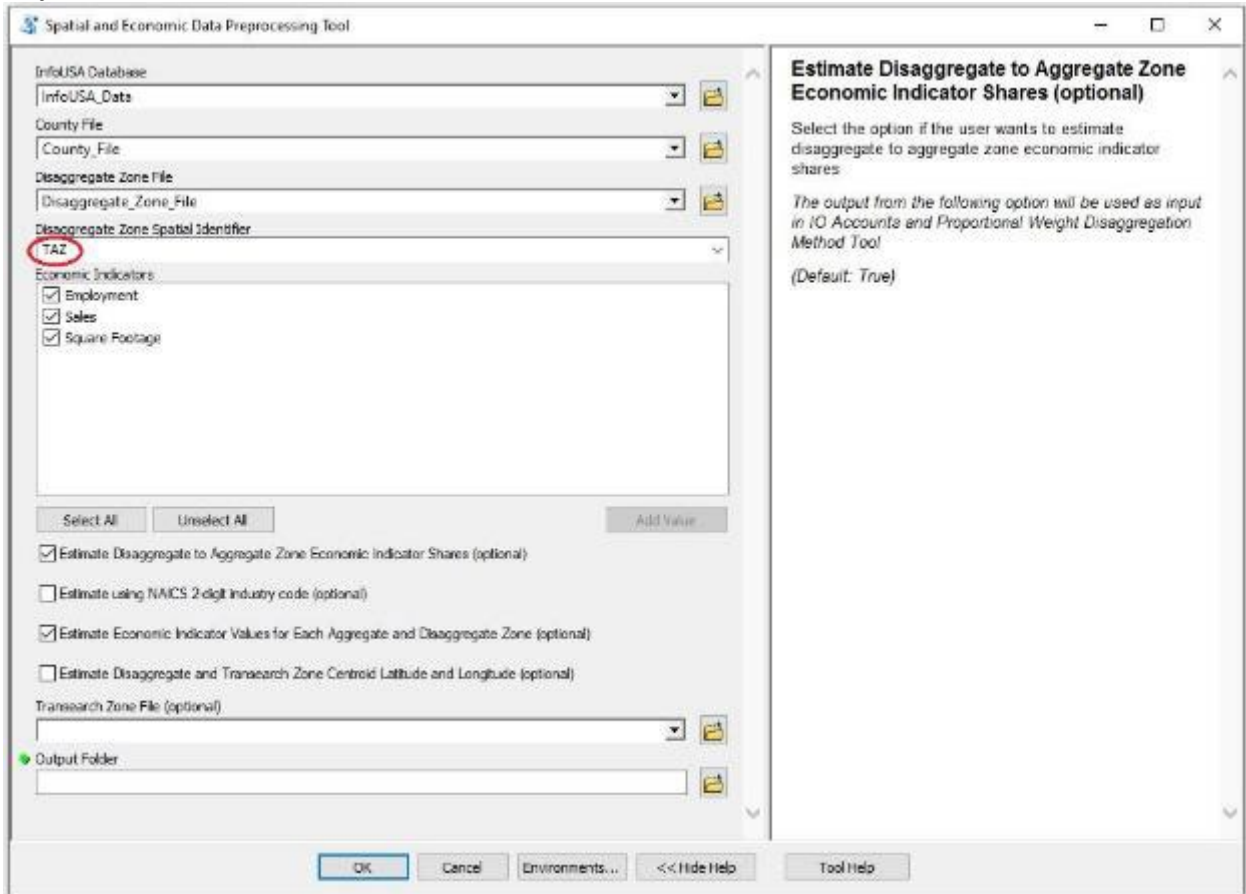 Spatial and Economic Data Preprocessing Tool
InfoUSA Database
InfoUSA_Data
County File
County_File
Disaggregate Zone File
Disaggregate_Zone_File
Disaggregate Zone Spatial Identifier
TAZ
Economic Indicators
Employment
Sales
Square Footage
Select All
Unselect All
Add Value
Estimate Disaggregate to Aggregate Zone Economic Indicator Shares (optional)
Estimate using NAICS 2-digit industry code (optional)
Estimate Economic Indicator Values for Each Aggregate and Disaggregate Zone (optional)
Estimate Disaggregate and Transearch Zone Centroid Latitude and Longitude (optional)
Transearch Zone File (optional)
Output Folder
OK
Cancel
Environments...
<< Hide Help
Estimate Disaggregate to Aggregate Zone
Economic Indicator Shares (optional)
Select the option if the user wants to estimate
disaggregate to aggregate zone economic indicator
shares
The output from the following option will be used as input
in IO Accounts and Proportional Weight Disaggregation
Method Tool
(Default: True)
Tool Help